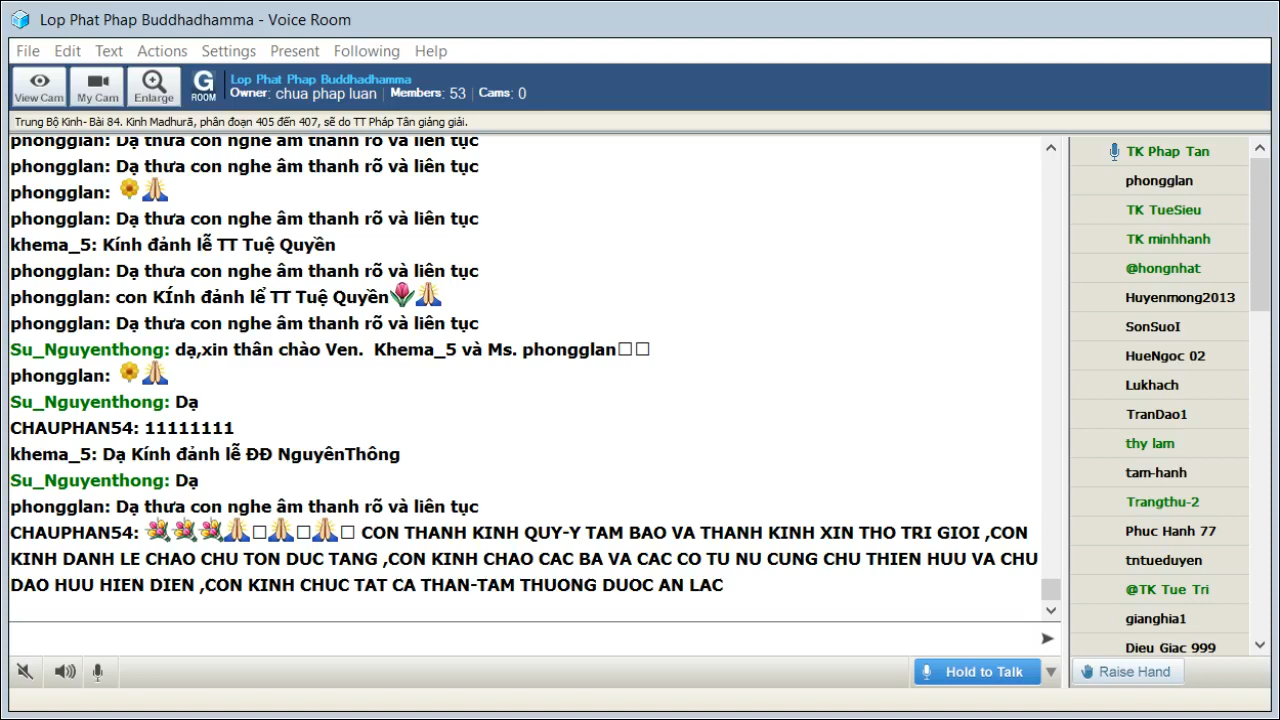 Lop Phat Phap Buddhadhamma - Voice Room
File Edit Text Actions Settings Present Following Help
View Cam My Cam Enlarge G ROOM
Lop Phat Phap Buddhadhamma
Owner: chua phap luan Members: 53 Cams: 0
Trung Bộ Kinh- Bài 84. Kinh Madhurā, phân đoạn 405 đến 407, sẽ do TT Pháp Tân giảng giải.
phongglan: Dạ thưa con nghe âm thanh rõ và liên tục
phongglan: Dạ thưa con nghe âm thanh rõ và liên tục
phongglan: 🌼🙏
phongglan: Dạ thưa con nghe âm thanh rõ và liên tục
khema_5: Kính đảnh lễ TT Tuệ Quyền
phongglan: Dạ thưa con nghe âm thanh rõ và liên tục
phongglan: con KÍnh đảnh lể TT Tuệ Quyền🌷🙏
phongglan: Dạ thưa con nghe âm thanh rõ và liên tục
Su_Nguyenthong: dạ,xin thân chào Ven. Khema_5 và Ms. phongglan□□
phongglan: 🌼🙏
Su_Nguyenthong: Dạ
CHAUPHAN54: 11111111
khema_5: Dạ Kính đảnh lễ ĐĐ NguyênThông
Su_Nguyenthong: Dạ
phongglan: Dạ thưa con nghe âm thanh rõ và liên tục
CHAUPHAN54: 💐💐💐🙏□🙏□🙏□ CON THANH KINH QUY-Y TAM BAO VA THANH KINH XIN THO TRI GIOI ,CON
KINH DANH LE CHAO CHU TON DUC TANG ,CON KINH CHAO CAC BA VA CAC CO TU NU CUNG CHU THIEN HUU VA CHU
DAO HUU HIEN DIEN ,CON KINH CHUC TAT CA THAN-TAM THUONG DUOC AN LAC
TK Phap Tan
phongglan
TK TueSieu
TK minhhanh
@hongnhat
Huyenmong2013
SonSuoI
HueNgoc 02
Lukhach
TranDao1
thy lam
tam-hanh
Trangthu-2
Phuc Hanh 77
tntueduyen
@TK Tue Tri
gianghia1
Dieu Giac 999
Hold to Talk
Raise Hand